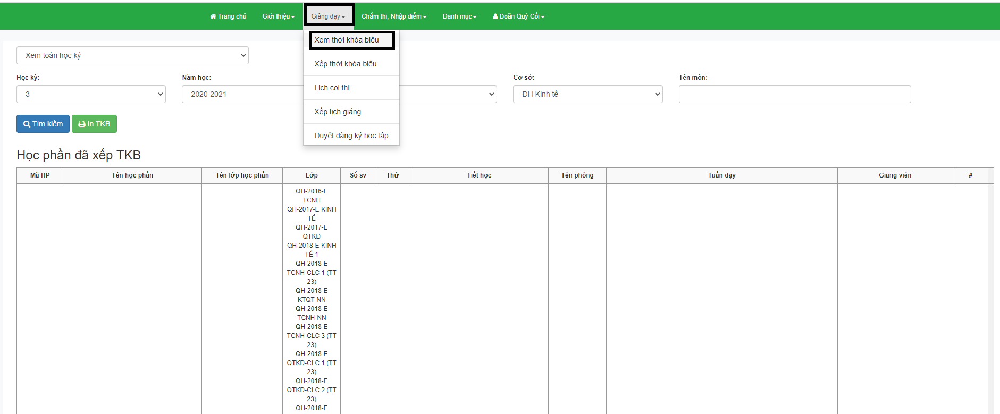 Trang chủ Giới thiệu Giảng dạy Chấm thi, Nhập điểm Danh mục Doãn Quý Cối
Xem thời khóa biểu
Xếp thời khóa biểu
Lịch coi thi
Xếp lịch giảng
Duyệt đăng ký học tập
Xem toàn học kỳ
Học kỳ: Năm học: Cơ sở: Tên môn:
3 2020-2021 ĐH Kinh tế
Tìm kiếm In TKB
Học phần đã xếp TKB
Mã HP Tên học phần Tên lớp học phần Lớp Số sv Thứ Tiết học Tên phòng Tuần dạy Giảng viên #
QH-2016-E
TCNH
QH-2017-E KINH
TẾ
QH-2017-E
QTKD
QH-2018-E KINH
TẾ 1
QH-2018-E
TCNH-CLC 1 (TT
23)
QH-2018-E
KTQT-NN
QH-2018-E
TCNH-NN
QH-2018-E
TCNH-CLC 3 (TT
23)
QH-2018-E
QTKD-CLC 1 (TT
23)
QH-2018-E
QTKD-CLC 2 (TT
23)
QH-2018-E